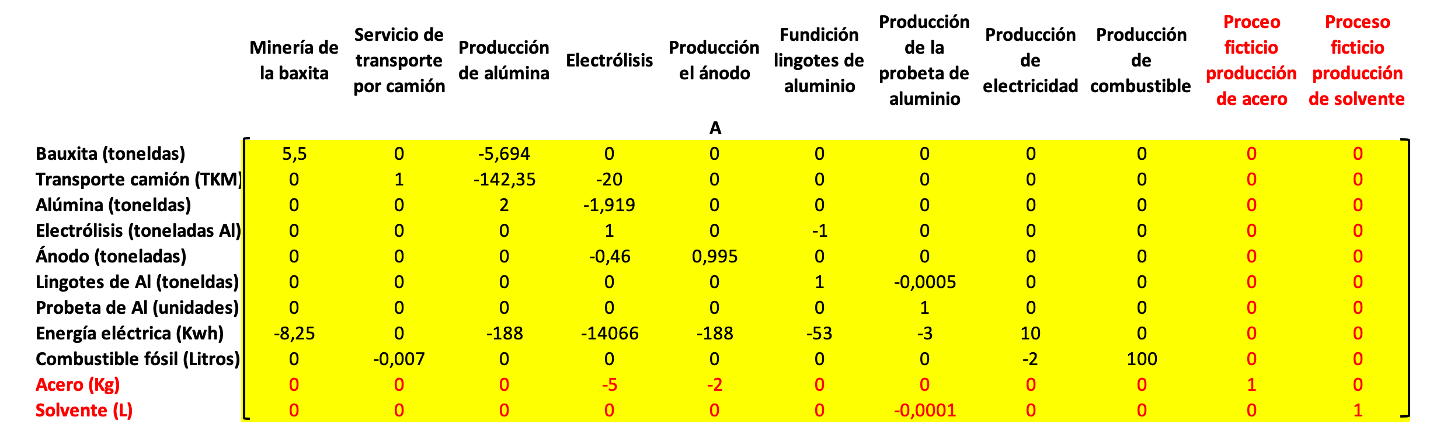 Minería de la baxita Servicio de transporte por camión Producción de alúmina Electrólisis Producción el ánodo Fundición lingotes de aluminio Producción de la probeta de aluminio Producción de electricidad Producción de combustible Proceo ficticio producción de acero Proceso ficticio producción de solvente
A
Bauxita (toneldas) 5,5 0 -5,694 0 0 0 0 0 0 0 0
Transporte camión (TKM) 0 1 -142,35 -20 0 0 0 0 0 0 0
Alúmina (toneldas) 0 0 2 -1,919 0 0 0 0 0 0 0
Electrólisis (toneladas Al) 0 0 0 1 0 -1 0 0 0 0 0
Ánodo (toneladas) 0 0 0 -0,46 0,995 0 0 0 0 0 0
Lingotes de Al (toneldas) 0 0 0 0 0 1 -0,0005 0 0 0 0
Probeta de Al (unidades) 0 0 0 0 0 0 1 0 0 0 0
Energía eléctrica (Kwh) -8,25 0 -188 -14066 -188 -53 -3 10 0 0 0
Combustible fósil (Litros) 0 -0,007 0 0 0 0 0 -2 100 0 0
Acero (Kg) 0 0 0 -5 -2 0 0 0 0 1 0
Solvente (L) 0 0 0 0 0 0 -0,0001 0 0 0 1